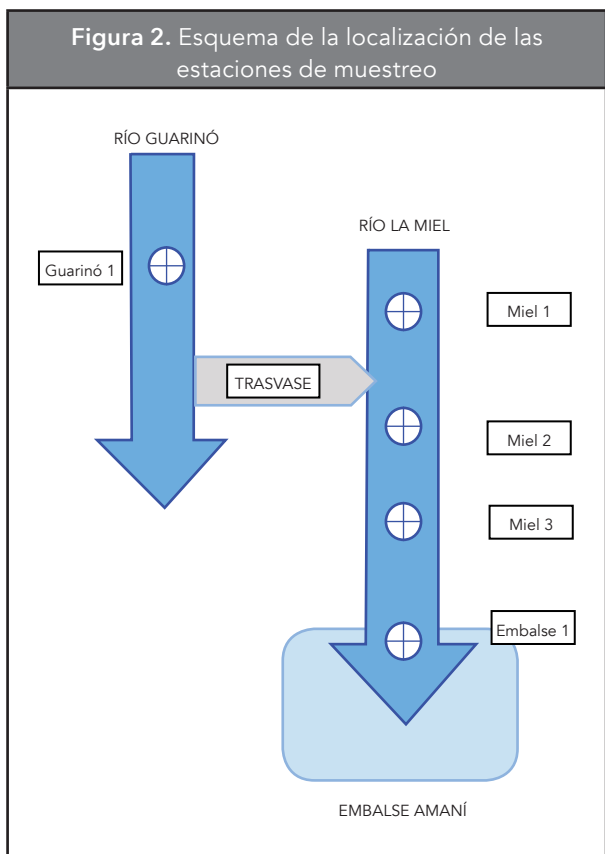 Figura 2. Esquema de la localización de las
estaciones de muestreo
RÍO GUARINÓ
RÍO LA MIEL
Guarinó 1
Miel 1
TRASVASE
Miel 2
Miel 3
Embalse 1
EMBALSE AMANÍ